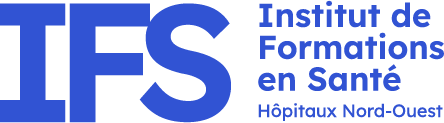 IFS
Institut de
Formations
en Santé
Hôpitaux Nord-Ouest